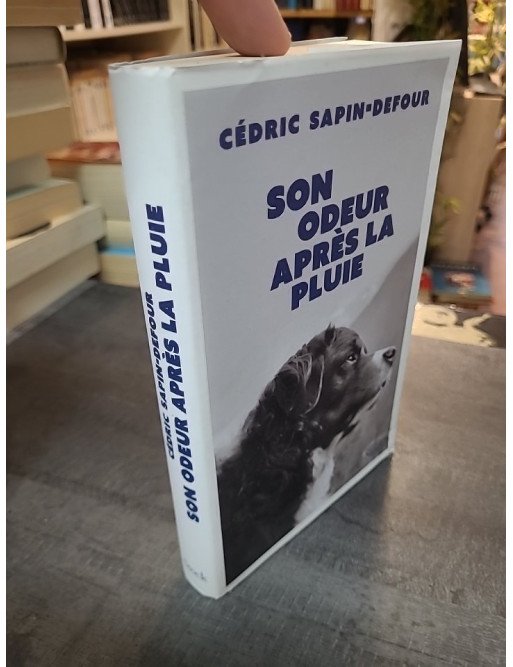 CÉDRIC SAPIN-DEFOUR
SON
ODEUR
APRÈS LA
PLUIE
CÉDRIC SAPIN-DEFOUR
SON ODEUR APRÈS LA PLUIE